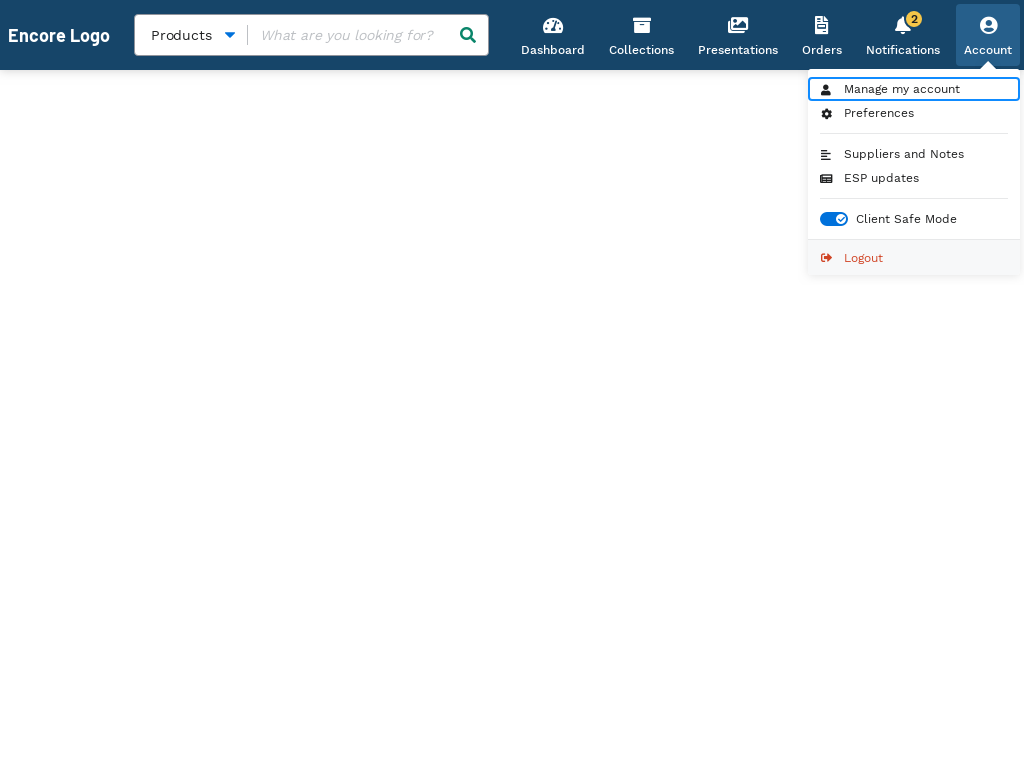 Encore Logo
Products
What are you looking for?
Dashboard
Collections
Presentations
Orders
2
Notifications
Account
Manage my account
Preferences
Suppliers and Notes
ESP updates
Client Safe Mode
Logout